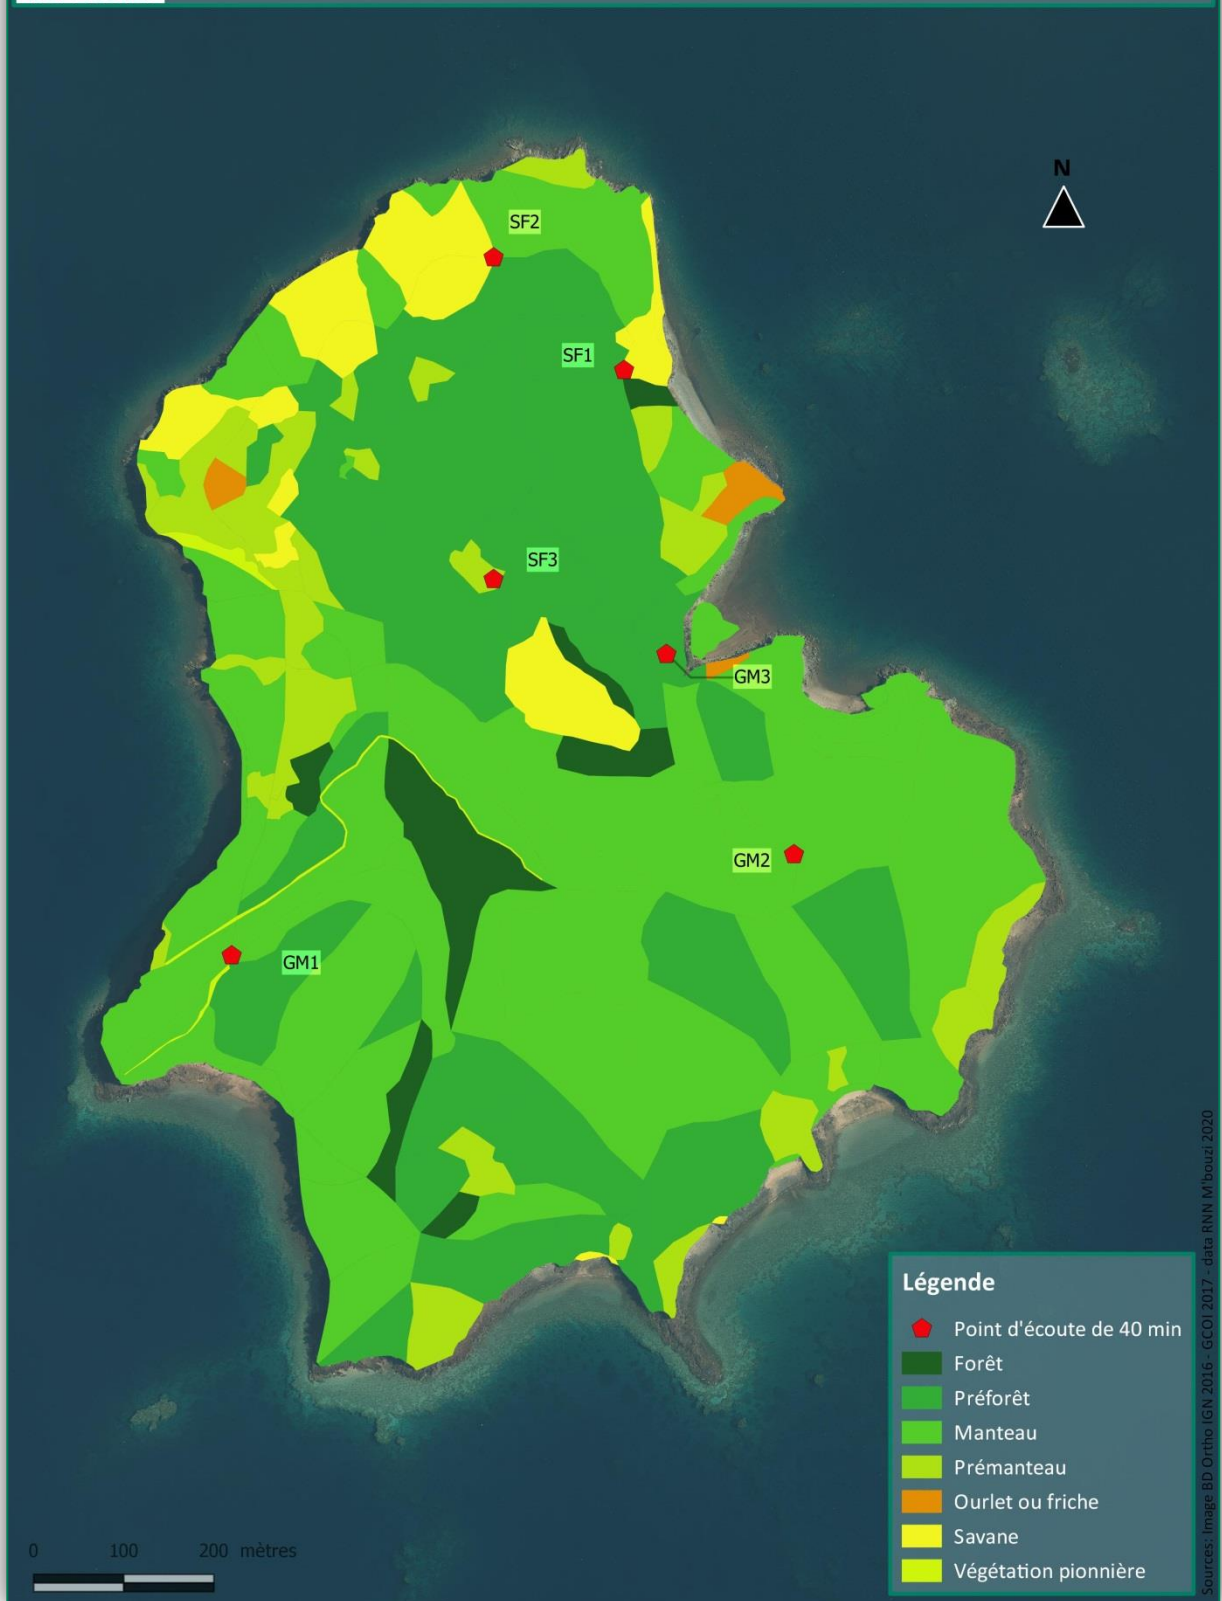 N
SF2
SF1
SF3
GM3
GM2
GM1
Légende
Point d'écoute de 40 min
Forêt
Préforêt
Manteau
Prémanteau
Ourlet ou friche
Savane
Végétation pionnière
0 100 200 mètres
Sources: Image BD Ortho IGN 2016 - GCOI 2017 - data RNN M'bouzi 2020